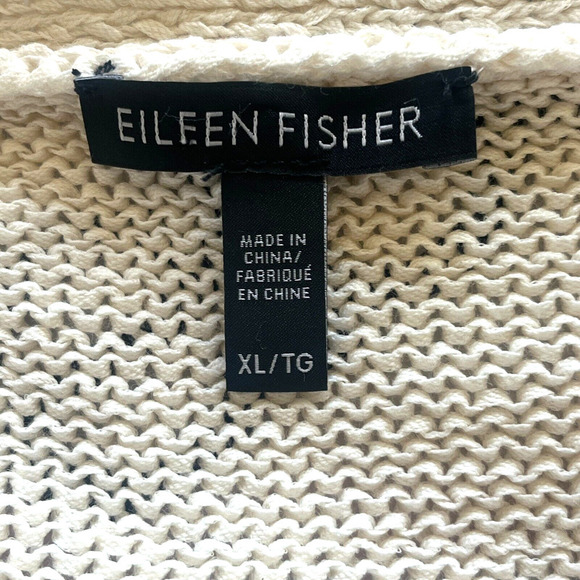 EILEEN FISHER
MADE IN
CHINA/
FABRIQUÉ
EN CHINE
XL/TG